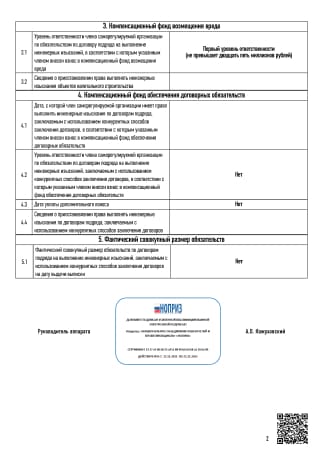 3. Компенсационный фонд возмещения вреда
3.1
Уровень ответственности члена саморегулируемой организации
по обязательствам по договору подряда на выполнение
инженерных изысканий, в соответствии с которым указанным
членом внесен взнос в компенсационный фонд возмещения
вреда
Первый уровень ответственности
(не превышает двадцать пять миллионов рублей)
3.2
Сведения о приостановлении права выполнять инженерные
изыскания объектов капитального строительства
4. Компенсационный фонд обеспечения договорных обязательств
4.1
Дата, с которой член саморегулируемой организации имеет право
выполнять инженерные изыскания по договорам подряда,
заключаемым с использованием конкурентных способов
заключения договоров, в соответствии с которым указанным
членом внесен взнос в компенсационный фонд обеспечения
договорных обязательств
Нет
4.2
Уровень ответственности члена саморегулируемой организации
по обязательствам по договорам подряда на выполнение
инженерных изысканий, заключаемым с использованием
конкурентных способов заключения договоров, в соответствии с
которым указанным членом внесен взнос в компенсационный
фонд обеспечения договорных обязательств
Нет
4.3
Дата уплаты дополнительного взноса
Нет
4.4
Сведения о приостановлении права выполнять инженерные
изыскания по договорам подряда, заключаемым с
использованием конкурентных способов заключения договоров
5. Фактический совокупный размер обязательств
5.1
Фактический совокупный размер обязательств по договорам
подряда на выполнение инженерных изысканий, заключаемым с
использованием конкурентных способов заключения договоров
на дату выдачи выписки
Нет
Руководитель аппарата
НОПРИЗ
ДОКУМЕНТ ПОДПИСАН УСИЛЕННОЙ КВАЛИФИЦИРОВАННОЙ
ЭЛЕКТРОННОЙ ПОДПИСЬЮ
А.О. Кожуховский
2